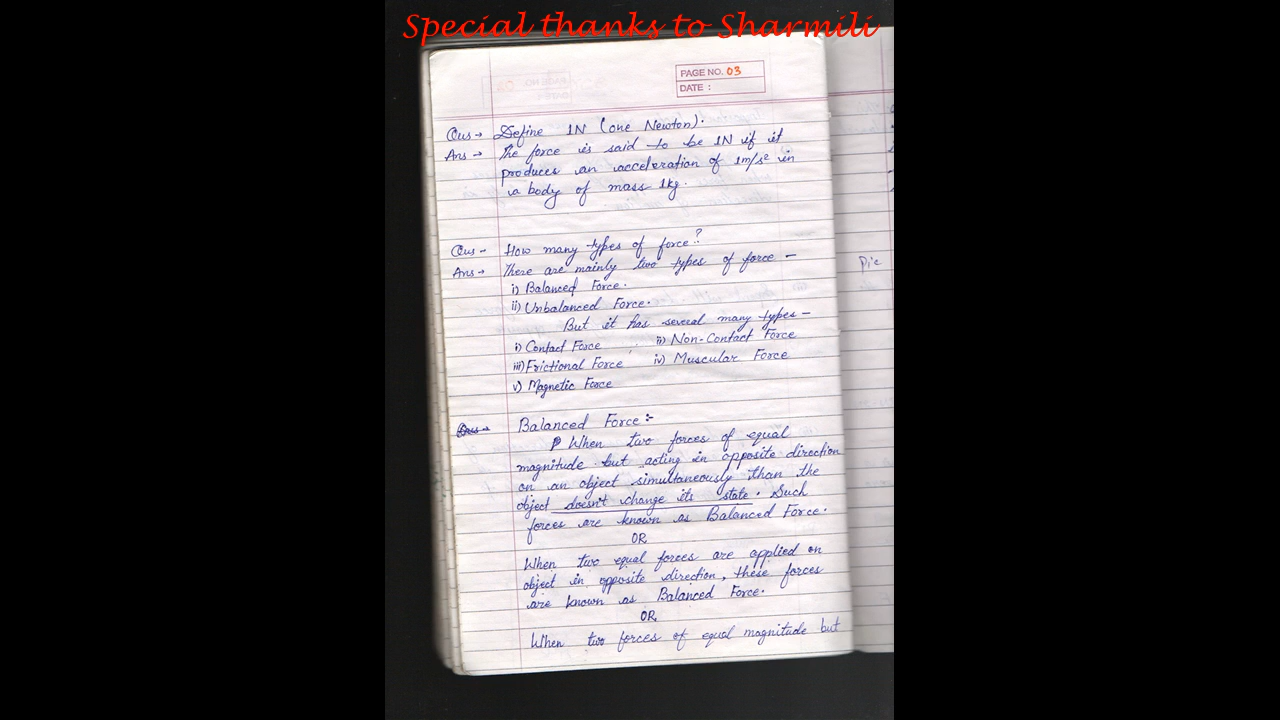 Special thanks to Sharmili
PAGE NO. 03
DATE :
Qus → Define 1N (one Newton).
Ans → The force is said to be 1N if it
produces an acceleration of 1m/s² in
a body of mass 1kg.
Qus - How many types of force?
Ans → There are mainly two types of force -
i) Balanced Force.
ii) Unbalanced Force.
But it has several many types -
i) Contact Force ii) Non-Contact Force
iii) Frictional Force iv) Muscular Force
v) Magnetic Force
Balanced Force :-
When two forces of equal
magnitude but acting in opposite direction
on an object simultaneously than the
object doesn't change its state. Such
forces are known as Balanced Force.
OR
When two equal forces are applied on
object in opposite direction, these forces
are known as Balanced Force.
OR
When two forces of equal magnitude but